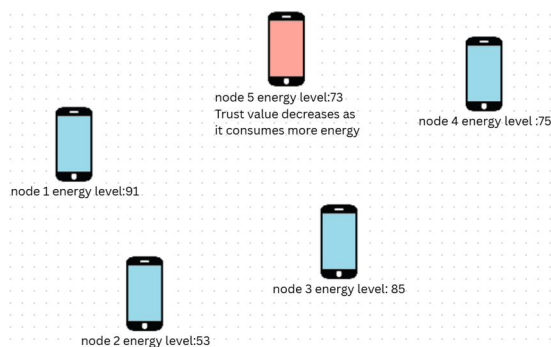 node 5 energy level:73
Trust value decreases as
it consumes more energy
node 4 energy level :75
node 1 energy level:91
node 3 energy level: 85
node 2 energy level:53